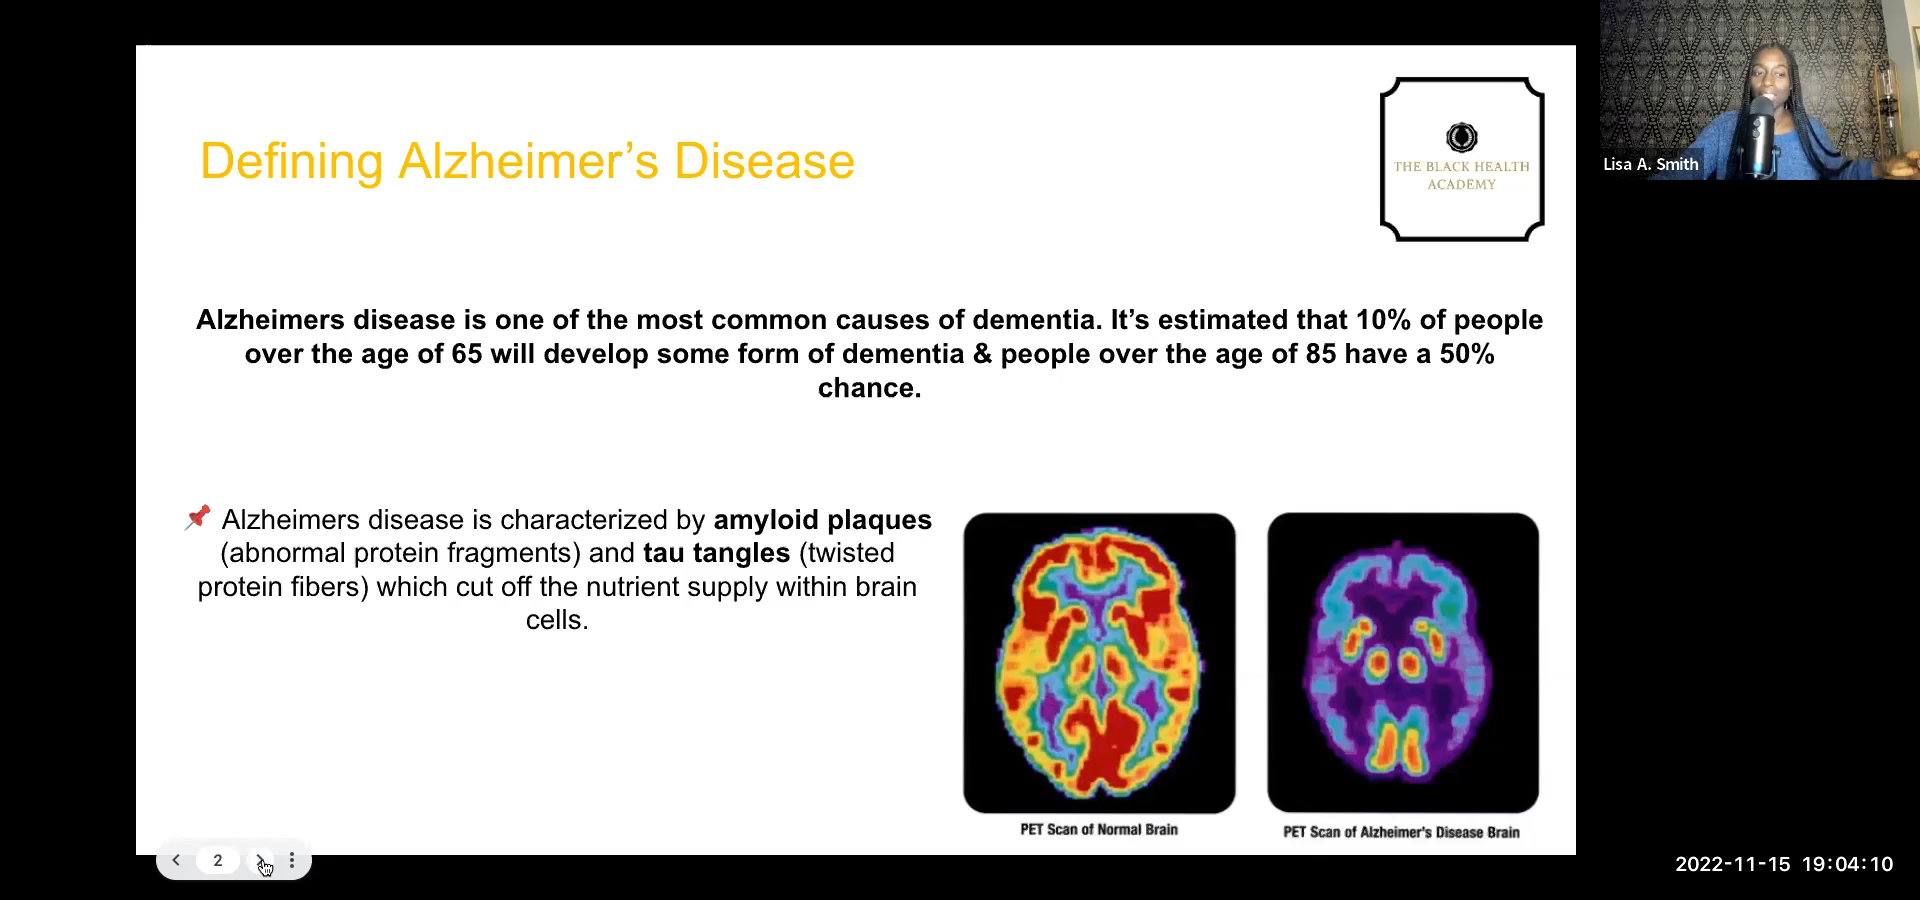 Defining Alzheimer’s Disease
THE BLACK HEALTH
ACADEMY
Lisa A. Smith
Alzheimers disease is one of the most common causes of dementia. It’s estimated that 10% of people
over the age of 65 will develop some form of dementia & people over the age of 85 have a 50%
chance.
📌 Alzheimers disease is characterized by amyloid plaques
(abnormal protein fragments) and tau tangles (twisted
protein fibers) which cut off the nutrient supply within brain
cells.
PET Scan of Normal Brain
PET Scan of Alzheimer's Disease Brain
2
2022-11-15 19:04:10